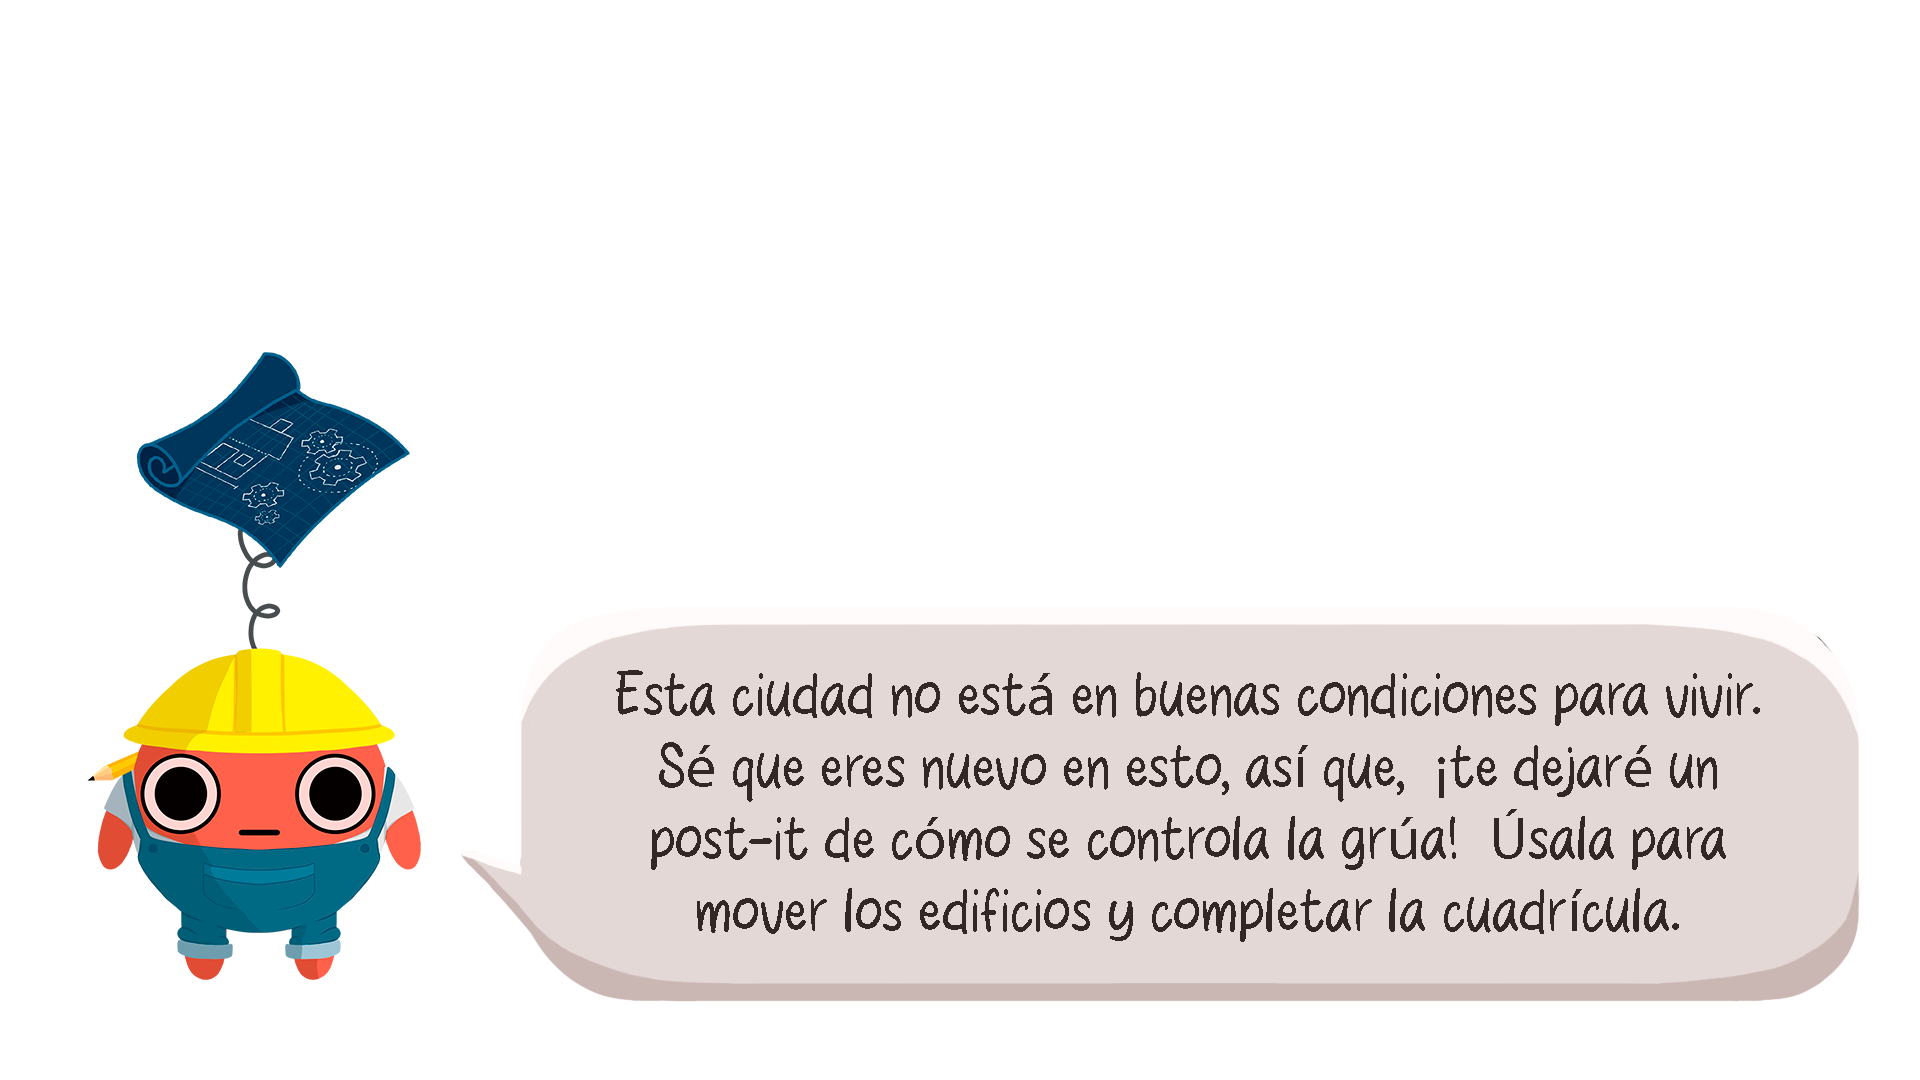 Esta ciudad no está en buenas condiciones para vivir.
Sé que eres nuevo en esto, así que, ¡te dejaré un
post-it de cómo se controla la grúa! Úsala para
mover los edificios y completar la cuadrícula.